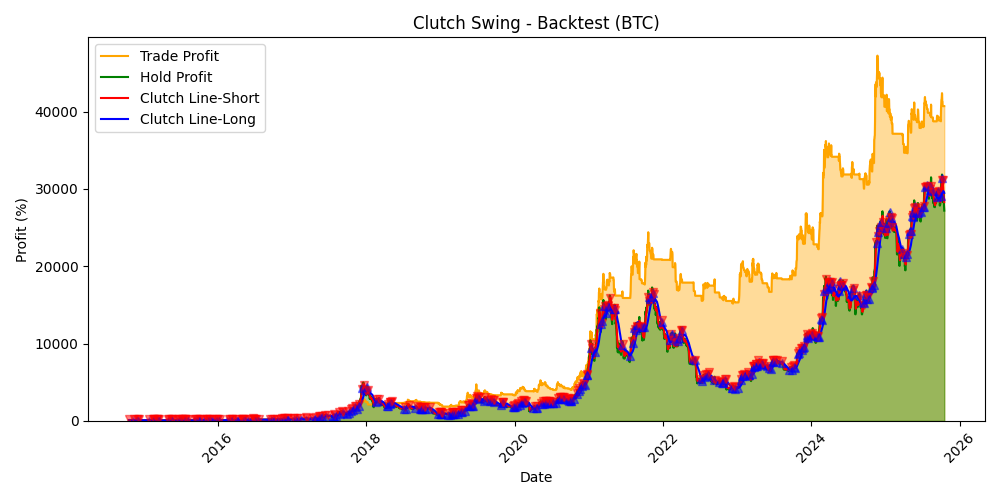 Clutch Swing - Backtest (BTC)
Trade Profit
Hold Profit
Clutch Line-Short
Clutch Line-Long
Profit (%)
40000
30000
20000
10000
0
2016
2018
2020
2022
2024
2026
Date